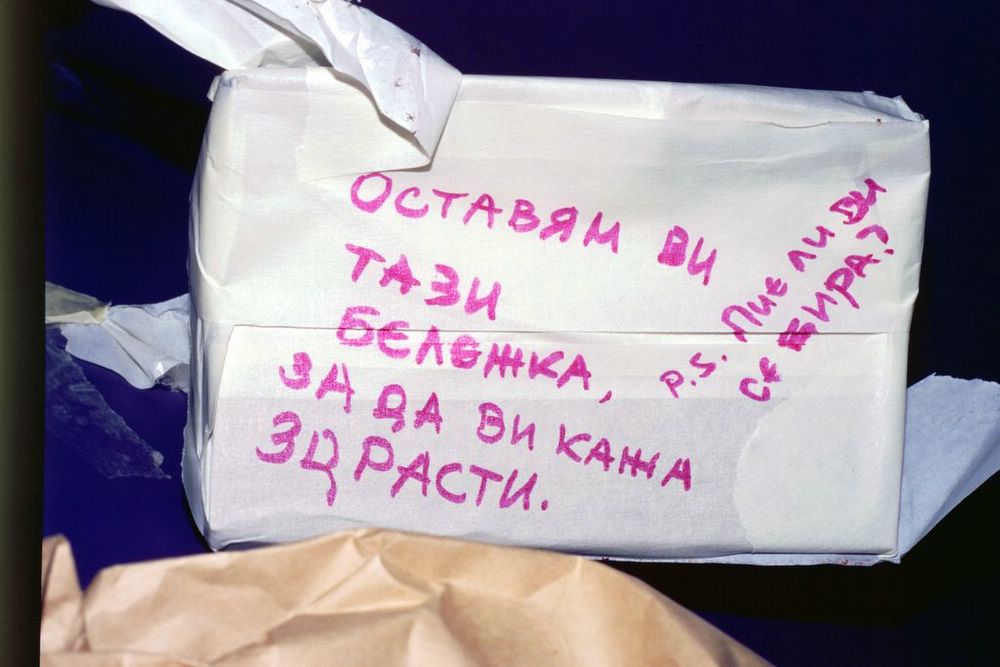 ОСТАВЯМ ВИ
ТАЗИ
БЕЛЕЖКА,
ЗА ДА ВИ КАЖА
ЗДРАСТИ.
P.S. ПИЕ ЛИ ВИ
СЕ БИРА?